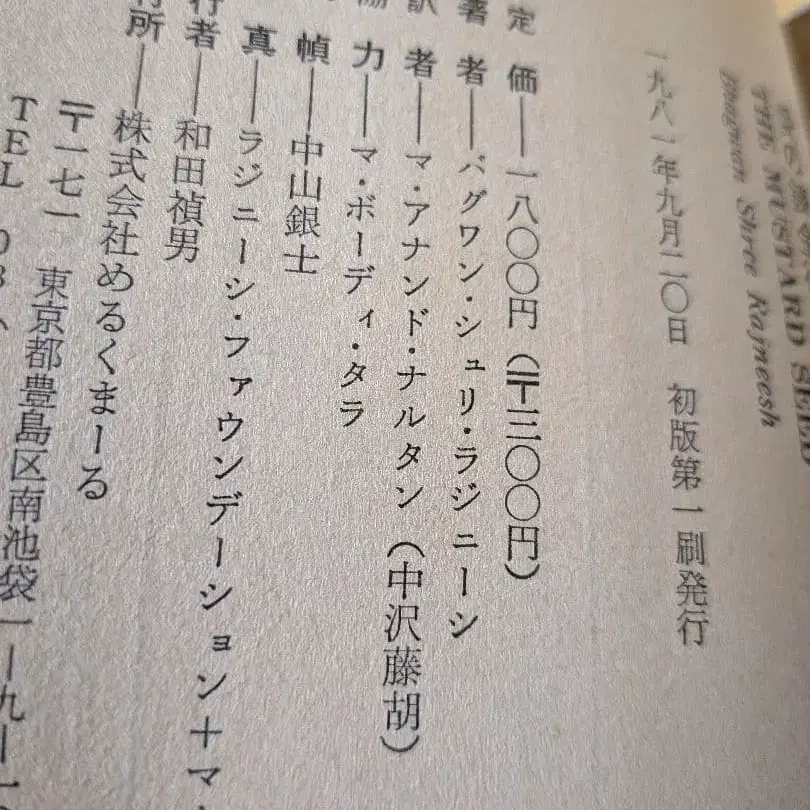 THE MUSTARD SEED
Bhagwan Shree Rajneesh
一九八一年九月二〇日　初版第一刷発行
定価——一八〇〇円（〒三〇〇円）
著者——バグワン・シュリ・ラジニーシ
訳者——マ・アナンド・ナルタン（中沢藤胡）
協力——マ・ボーディ・タラ
幀——中山銀士
真——ラジニーシ・ファウンデーション＋マ・
行者——和田禎男
所——株式会社めるくまーる
〒一七一　東京都豊島区南池袋一—九—一
TEL 03、